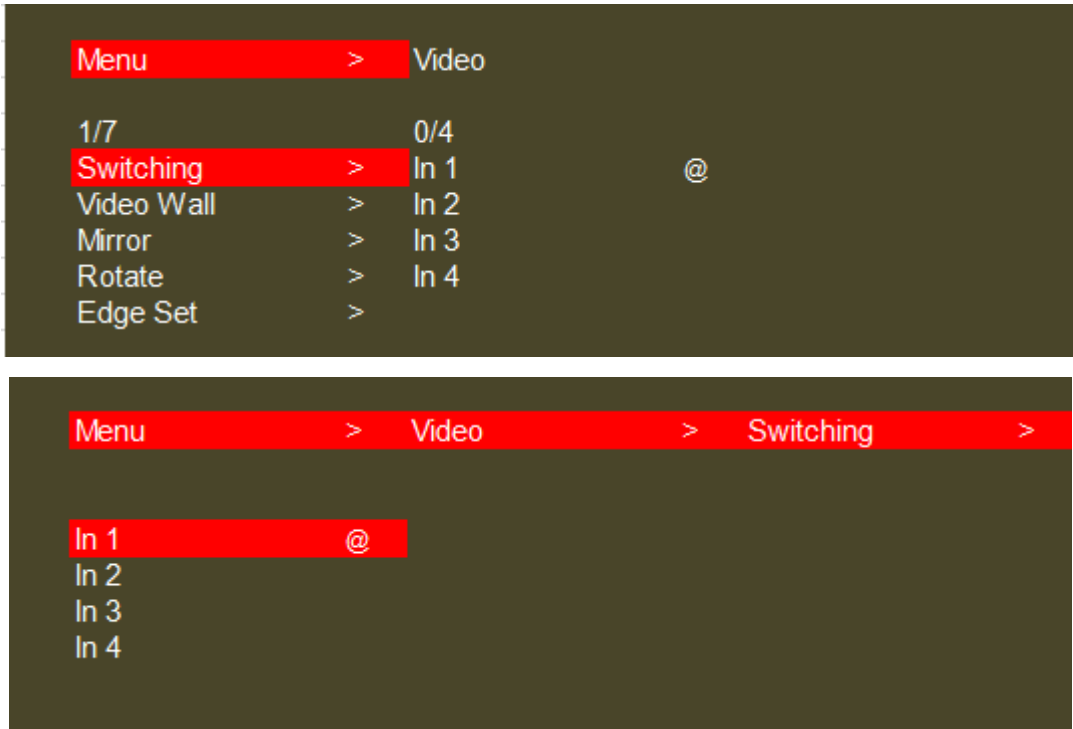 Menu > Video
1/7 0/4
Switching > In 1 @
Video Wall > In 2
Mirror > In 3
Rotate > In 4
Edge Set >
Menu > Video > Switching >
In 1 @
In 2
In 3
In 4